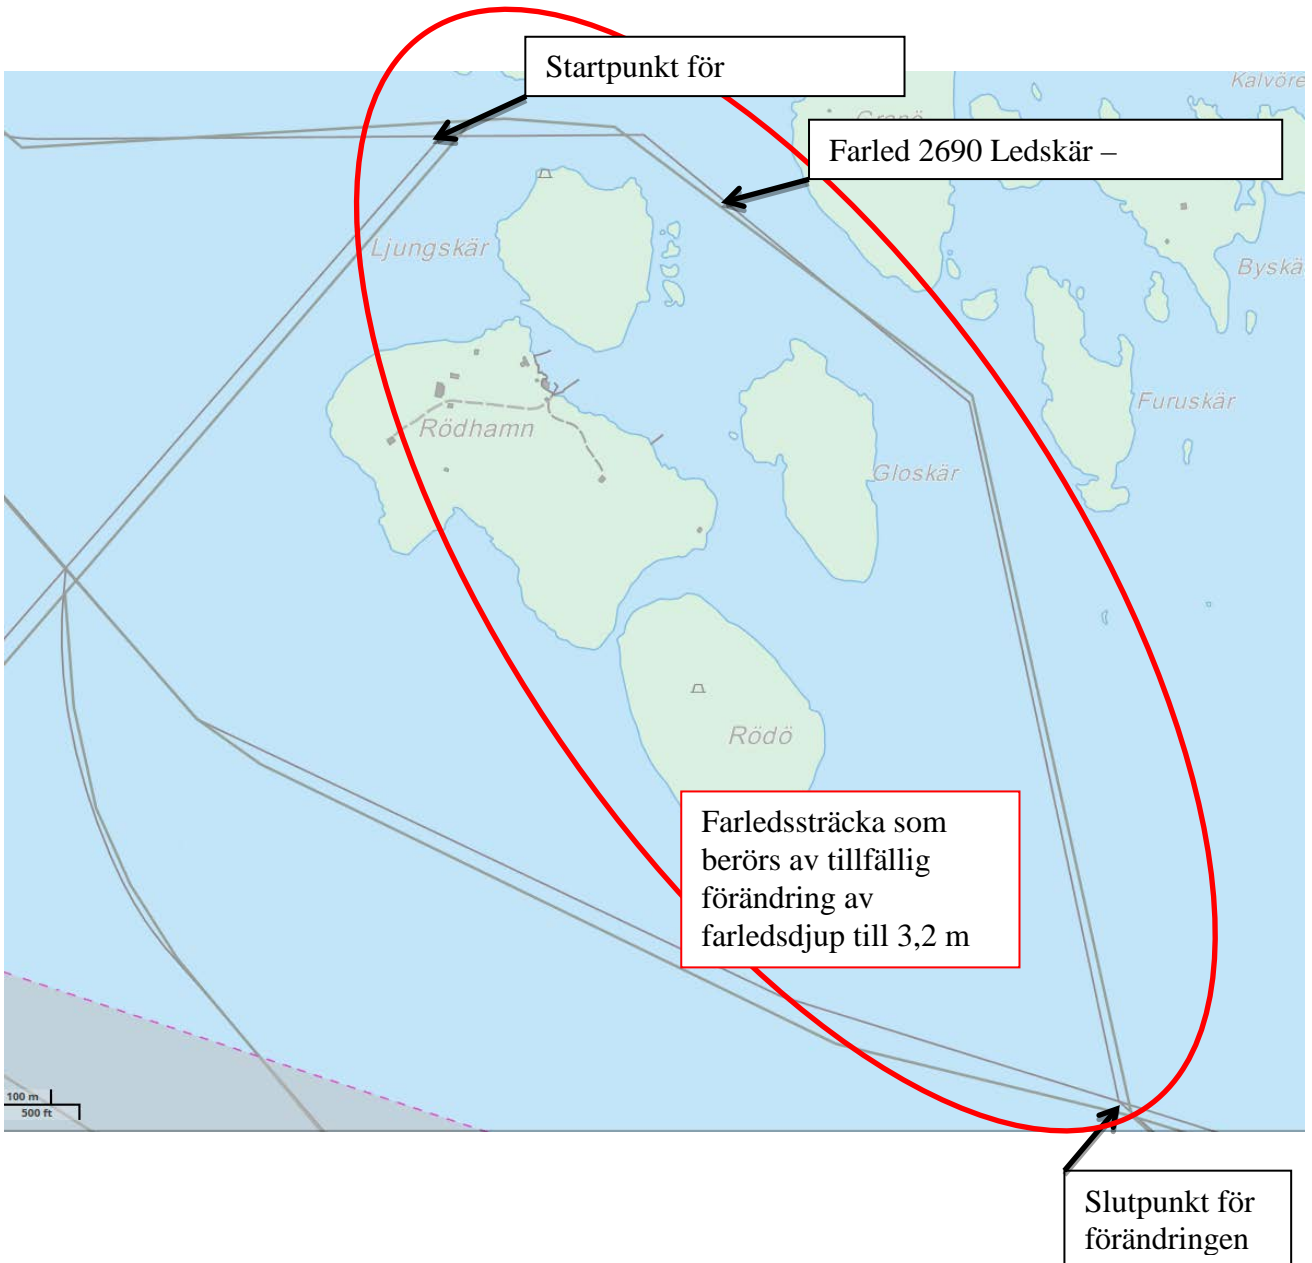 Startpunkt för
Kalvöre
Granö
Farled 2690 Ledskär –
Ljungskär
Byskä
Furuskär
Rödhamn
Gloskär
Rödö
Farledssträcka som
berörs av tillfällig
förändring av
farledsdjup till 3,2 m
100 m
500 ft
Slutpunkt för
förändringen